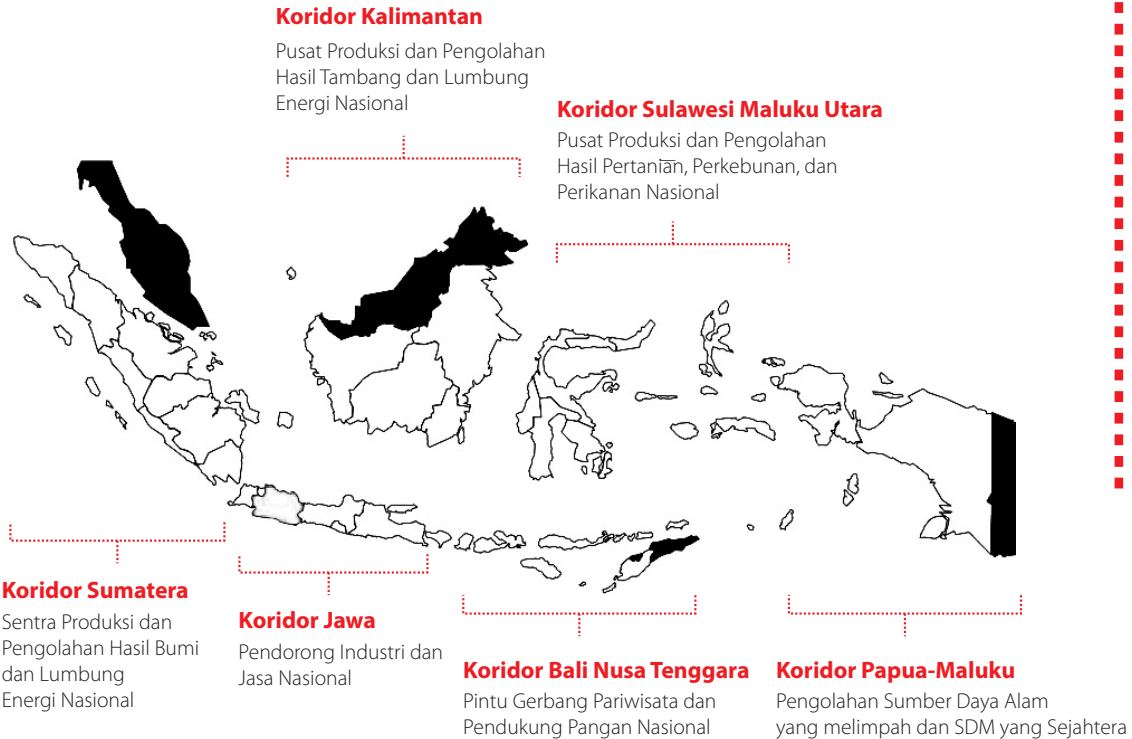 Koridor Kalimantan
Pusat Produksi dan Pengolahan
Hasil Tambang dan Lumbung
Energi Nasional
Koridor Sulawesi Maluku Utara
Pusat Produksi dan Pengolahan
Hasil Pertanian, Perkebunan, dan
Perikanan Nasional
Koridor Sumatera
Sentra Produksi dan
Pengolahan Hasil Bumi
dan Lumbung
Energi Nasional
Koridor Jawa
Pendorong Industri dan
Jasa Nasional
Koridor Bali Nusa Tenggara
Pintu Gerbang Pariwisata dan
Pendukung Pangan Nasional
Koridor Papua-Maluku
Pengolahan Sumber Daya Alam
yang melimpah dan SDM yang Sejahtera